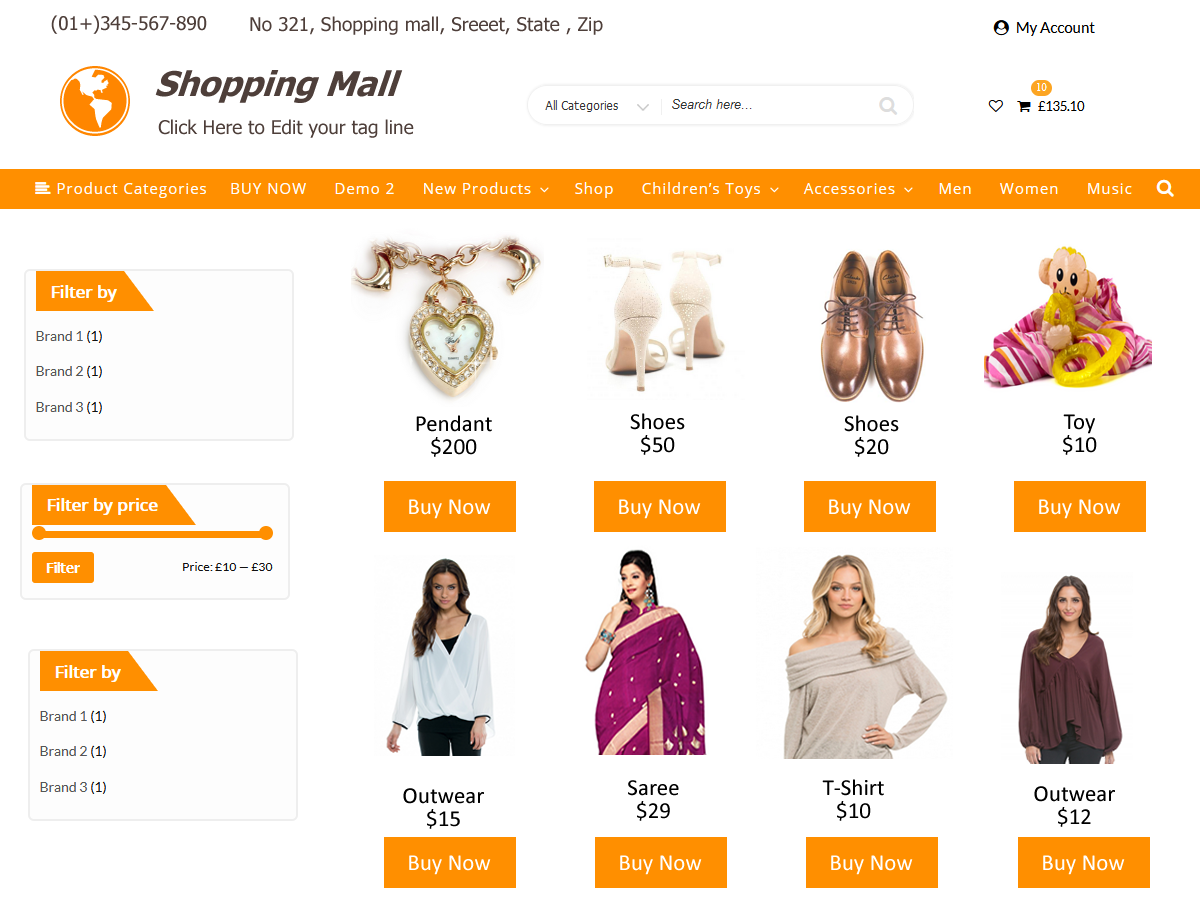 (01+)345-567-890
No 321, Shopping mall, Sreeet, State , Zip
My Account
Shopping Mall
Click Here to Edit your tag line
All Categories
Search here...
10
£135.10
Product Categories
BUY NOW
Demo 2
New Products
Shop
Children's Toys
Accessories
Men
Women
Music
Filter by
Brand 1 (1)
Brand 2 (1)
Brand 3 (1)
Filter by price
Filter
Price: £10 — £30
Filter by
Brand 1 (1)
Brand 2 (1)
Brand 3 (1)
Pendant
$200
Shoes
$50
Shoes
$20
Toy
$10
Buy Now
Buy Now
Buy Now
Buy Now
Outwear
$15
Saree
$29
T-Shirt
$10
Outwear
$12
Buy Now
Buy Now
Buy Now
Buy Now